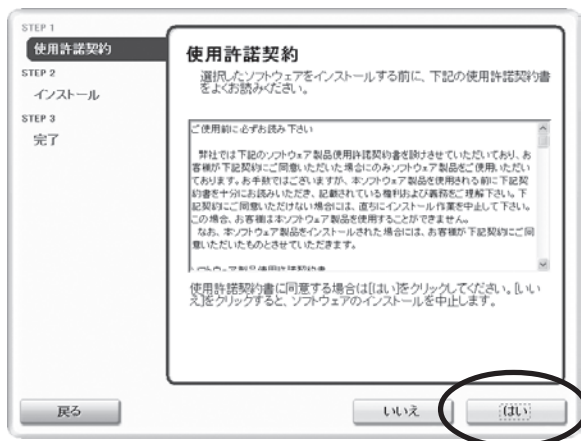 STEP 1
使用許諾契約
STEP 2
インストール
STEP 3
完了
使用許諾契約
選択したソフトウェアをインストールする前に、下記の使用許諾契約書
をよくお読みください。
ご使用前に必ずお読み下さい
弊社では下記のソフトウェア製品使用許諾契約書を設けさせていただいており、お
客様が下記契約にご同意いただいた場合にのみソフトウェア製品をご使用いただい
ております。お手数ではございますが、本ソフトウェア製品を使用される前に下記契
約書を十分にお読みいただき、記載されている権利および義務をご理解下さい。下
記契約にご同意いただけない場合には、直ちにインストール作業を中止して下さい。
この場合、お客様は本ソフトウェア製品を使用することができません。
なお、本ソフトウェア製品をインストールされた場合には、お客様が下記契約にご同
意いただいたものとさせていただきます。
ソフトウェア製品使用許諾契約書
使用許諾契約書に同意する場合は[はい]をクリックしてください。[いい
え]をクリックすると、ソフトウェアのインストールを中止します。
戻る
いいえ
はい